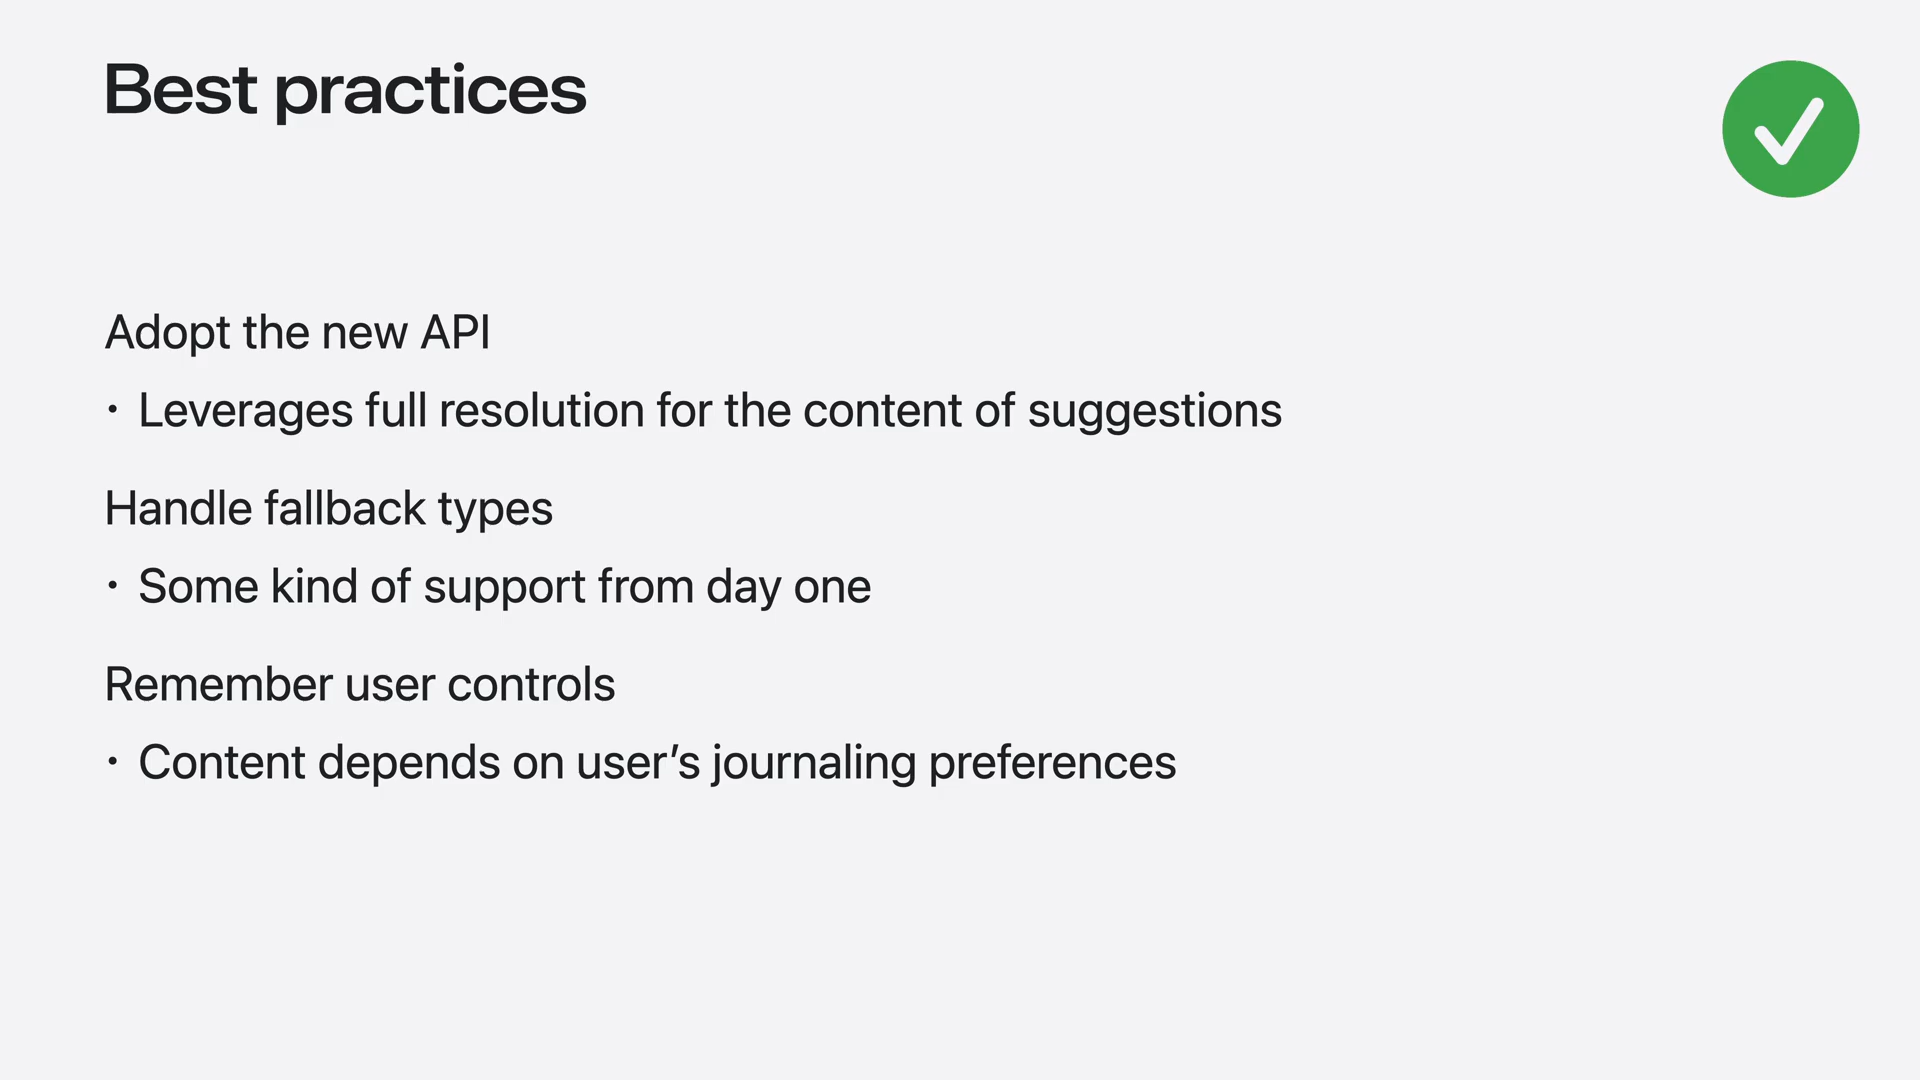 Best practices
Adopt the new API
• Leverages full resolution for the content of suggestions
Handle fallback types
• Some kind of support from day one
Remember user controls
• Content depends on user’s journaling preferences